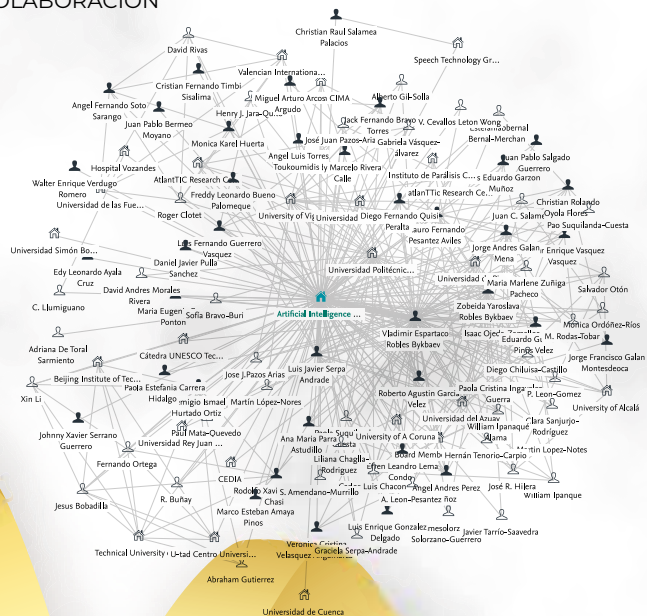 OLABORACIÓN
Christian Raul Salamea
Palacios
David Rivas
Speech Technology Gr...
Valencian Internationa...
Cristian Fernando Timbi
Sisalima
Angel Fernando Soto
Sarango
Henry J. Jara-Qu...
Miguel Arturo Arcos
Argudo
CIMA
Alberto Gil-Solla
Juan Pablo Bermeo
Moyano
Jack Fernando Bravo
Torres
V. Cevallos
Leton Wong
Bernal-Merchan
Monica Karel Huerta
José Juan Pazos-Aria
Gabriela Vásquez-
álvarez
Hospital Vozandes
Angel Luis Torres
Toukoumidis
Marcelo Rivera
Calle
Juan Pablo Salgado
Guerrero
Walter Enrique Verdugo
Romero
AtlantTIC Research C
Instituto de Parálisis C...
Eduardo Garzon
Muñoz
Universidad de las Fue...
Freddy Leonardo Bueno
Palomeque
atlanTTic Research Ce...
Christian Rolando
Oyola Flores
Roger Clotet
University of Vig
Universidad
Diego Fernando Quisi
Peralta
Juan C. Salame
Pao Suquilanda-Cuesta
Pesantez Aviles
Universidad Simón Bo...
Luis Fernando Guerrero
Vasquez
Jorge Andres Galan
Mena
Enrique Vasquez
Vasquez
Edy Leonardo Ayala
Cruz
Daniel Javier Pulla
Sanchez
Universidad Politécnic...
Salvador Otón
C. Llumiguano
David Andres Morales
Rivera
Maria Marlene Zuñiga
Pacheco
Maria Eugen
Ponton
Sofia Bravo-Buri
Artificial Intelligence ...
Zobeida Yaroslava
Robles Bykbaev
Mónica Ordóñez-Ríos
Adriana De Toral
Sarmiento
Vladimir Espartaco
Robles Bykbaev
M. Rodas-Tobar
Cátedra UNESCO Tec...
Luis Javier Serpa
Andrade
Pinos Velez
Jorge Francisco Galan
Montesdeoca
Xin Li
Beijing Institute of Tec...
Jose J.Pazos Arias
Diego Chiluisa-Castillo
Paola Estefania Carrera
Hidalgo
Martín López-Nores
Roberto Agustin Garcia
Velez
Paola Cristina Inga
Guerra
P. Leon-Gomez
University of Alcalá
Hurtado Ortiz
Johnny Xavier Serrano
Guerrero
Paul Mata-Quevedo
Universidad Rey Juan ...
Ana Maria Parra
Astudillo
University of A Coruna
Universidad del Azuay
William Ipanaqué
Alama
Clara Sanjurjo-
Rodríguez
Fernando Ortega
CEDIA
Liliana Chaglla-
Rodriguez
Board Memb
Hernán Tenorio-Carpio
Martin Lopez-Notes
Efren Leandro Lema
Condo
Jesus Bobadilla
R. Buñay
Rodolfo Xavi
Chasi
S. Amendano-Murrillo
Luis Chacon
Angel Andres Perez
José R. Hilera
William Ipanque
Marco Esteban Amaya
Pinos
A. Leon-Pesantez
Technical University
Centro Universi...
Veronica Cristina
Velasquez
Graciela Serpa-Andrade
Luis Enrique Gonzalez
Delgado
Solorzano-Guerrero
Javier Tarrío-Saavedra
Abraham Gutierrez
Universidad de Cuenca